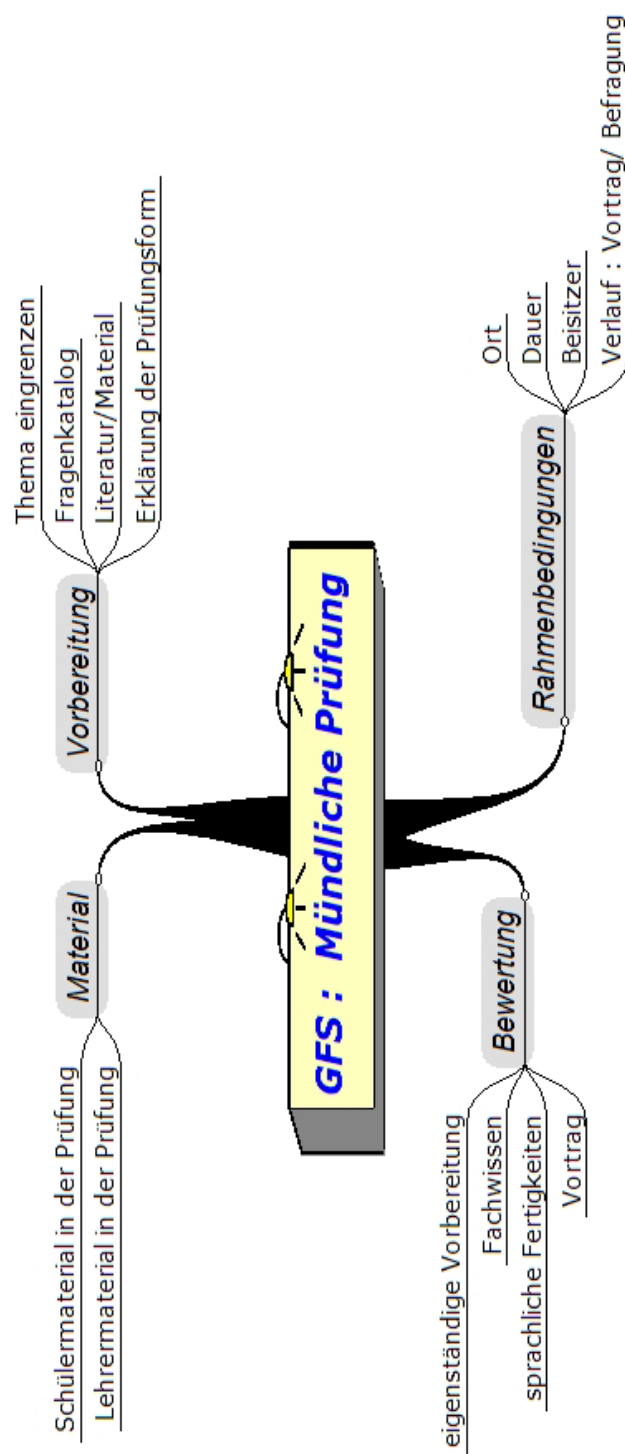 GFS : Mündliche Prüfung
Vorbereitung
Thema eingrenzen
Fragenkatalog
Literatur/Material
Erklärung der Prüfungsform
Rahmenbedingungen
Ort
Dauer
Beisitzer
Verlauf : Vortrag/ Befragung
Material
Schülermaterial in der Prüfung
Lehrermaterial in der Prüfung
Bewertung
eigenständige Vorbereitung
Fachwissen
sprachliche Fertigkeiten
Vortrag